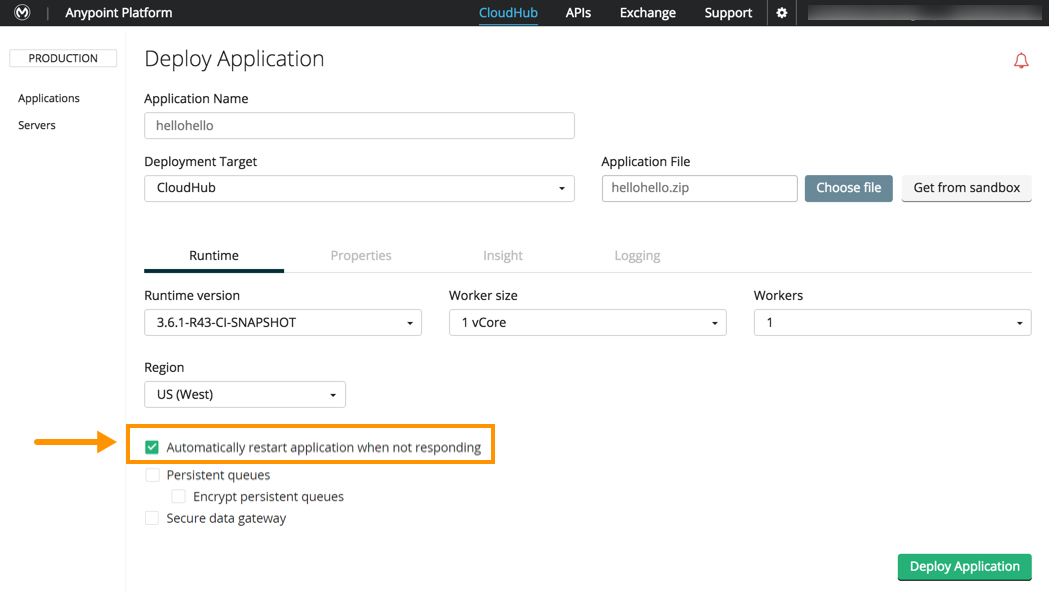 Anypoint Platform CloudHub APIs Exchange Support
PRODUCTION
Applications
Servers
Deploy Application
Application Name
hellohello
Deployment Target Application File
CloudHub hellohello.zip Choose file Get from sandbox
Runtime Properties Insight Logging
Runtime version Worker size Workers
3.6.1-R43-CI-SNAPSHOT 1 vCore 1
Region
US (West)
Automatically restart application when not responding
Persistent queues
Encrypt persistent queues
Secure data gateway
Deploy Application